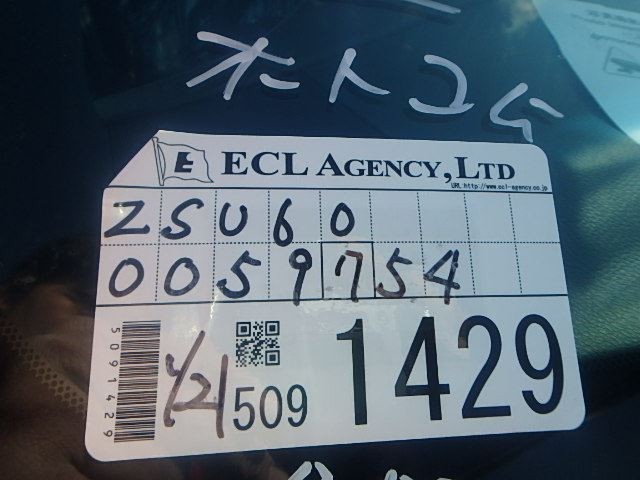 オートコム
E ECL AGENCY, LTD
URL http://www.ecl-agency.co.jp
ZSU60
0059754
5091429
4/21
509 1429